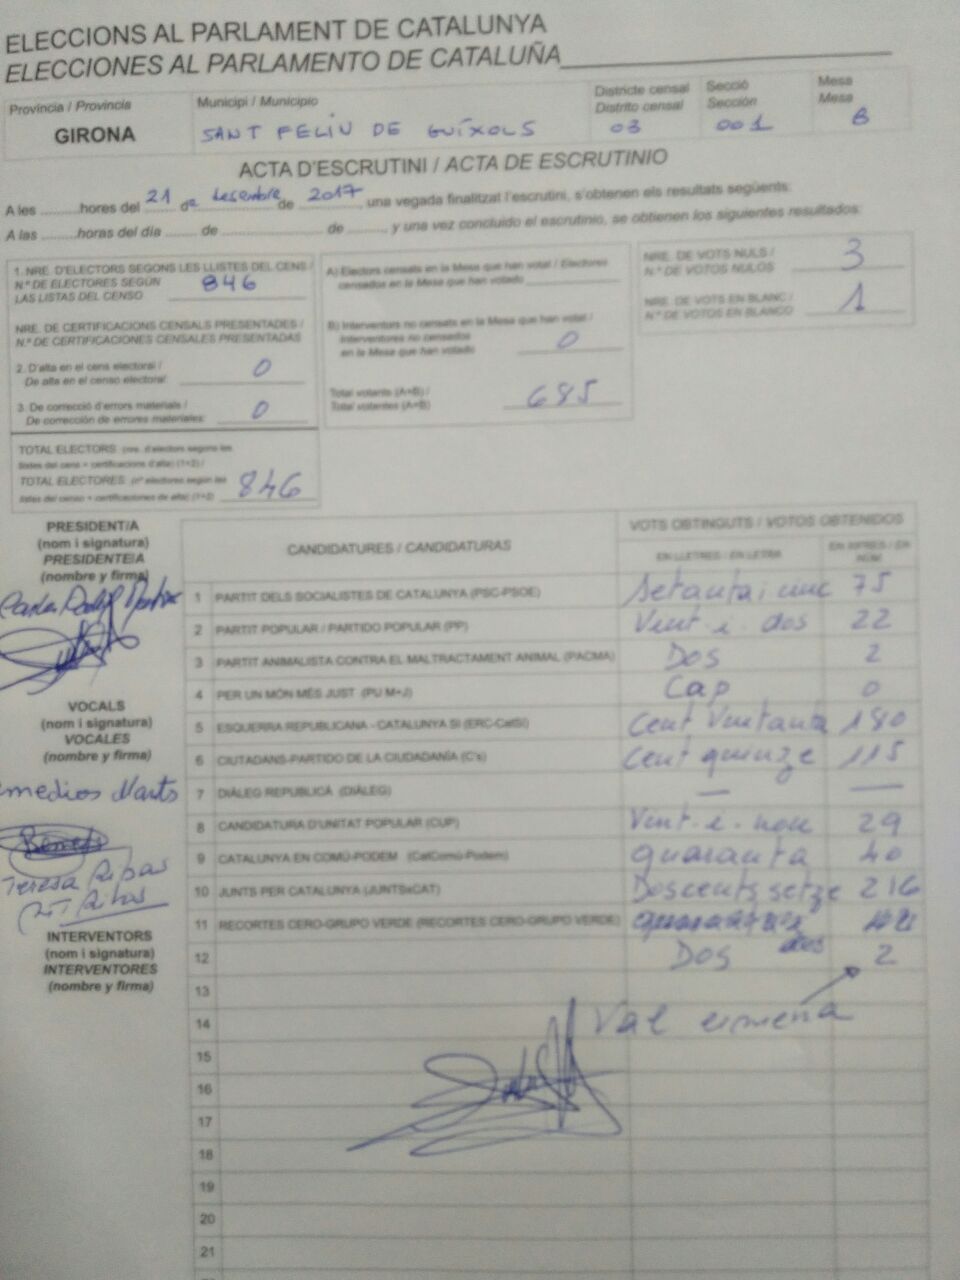 ELECCIONS AL PARLAMENT DE CATALUNYA
ELECCIONES AL PARLAMENTO DE CATALUÑA
Província / Provincia
GIRONA
Municipi / Municipio
SANT FELIU DE GUÍXOLS
Districte censal
Distrito censal
03
Secció
Sección
001
Mesa
Mesa
B
ACTA D'ESCRUTINI / ACTA DE ESCRUTINIO
A les ..........hores del 21 de desembre de 2017 una vegada finalitzat l'escrutini, s'obtenen els resultats següents:
A las ..........horas del día ........ de ........................ de .......... y una vez concluido el escrutinio, se obtienen los siguientes resultados:
1. NRE. D'ELECTORS SEGONS LES LLISTES DEL CENS /
N.º DE ELECTORES SEGÚN
LAS LISTAS DEL CENSO
846
NRE. DE CERTIFICACIONS CENSALS PRESENTADES /
N.º DE CERTIFICACIONES CENSALES PRESENTADAS
2. D'alta en el cens electoral /
De alta en el censo electoral:
0
3. De correcció d'errors materials /
De corrección de errores materiales:
0
TOTAL ELECTORS (nre. d'electors segons les
llistes del cens + certificacions d'alta) (1+2) /
TOTAL ELECTORES (nº electores según las
listas del censo + certificaciones de alta) (1+2)
846
A) Electors censats en la Mesa que han votat / Electores
censados en la Mesa que han votado
B) Interventors no censats en la Mesa que han votat /
Interventores no censados
en la Mesa que han votado
0
Total votants (A+B) /
Total votantes (A+B)
685
NRE. DE VOTS NULS /
N.º DE VOTOS NULOS
3
NRE. DE VOTS EN BLANC /
N.º DE VOTOS EN BLANCO
1
PRESIDENT/A
(nom i signatura)
PRESIDENTE/A
(nombre y firma)
VOCALS
(nom i signatura)
VOCALES
(nombre y firma)
Teresa Ribas
INTERVENTORS
(nom i signatura)
INTERVENTORES
(nombre y firma)
CANDIDATURES / CANDIDATURAS
VOTS OBTINGUTS / VOTOS OBTENIDOS
EN LLETRES / EN LETRA
EN XIFRES / EN NÚM.
1 PARTIT DELS SOCIALISTES DE CATALUNYA (PSC-PSOE) Setanta i cinc 75
2 PARTIT POPULAR / PARTIDO POPULAR (PP) Vint-i-dos 22
3 PARTIT ANIMALISTA CONTRA EL MALTRACTAMENT ANIMAL (PACMA) Dos 2
4 PER UN MÓN MÉS JUST (PUM+J) Cap 0
5 ESQUERRA REPUBLICANA - CATALUNYA SÍ (ERC-CatSí) Cent 180
6 CIUTADANS-PARTIDO DE LA CIUDADANÍA (C's) Cent quinze 115
7 DIÀLEG REPUBLICÀ (DIÀLEG) — —
8 CANDIDATURA D'UNITAT POPULAR (CUP) Vint-i-nou 29
9 CATALUNYA EN COMÚ-PODEM (CatComú-Podem) quaranta 40
10 JUNTS PER CATALUNYA (JUNTSxCAT) Doscents setze 216
11 RECORTES CERO-GRUPO VERDE (RECORTES CERO-GRUPO VERDE)
12 Dos dos 2
13
14 Val esmena
15
16
17
18
19
20
21